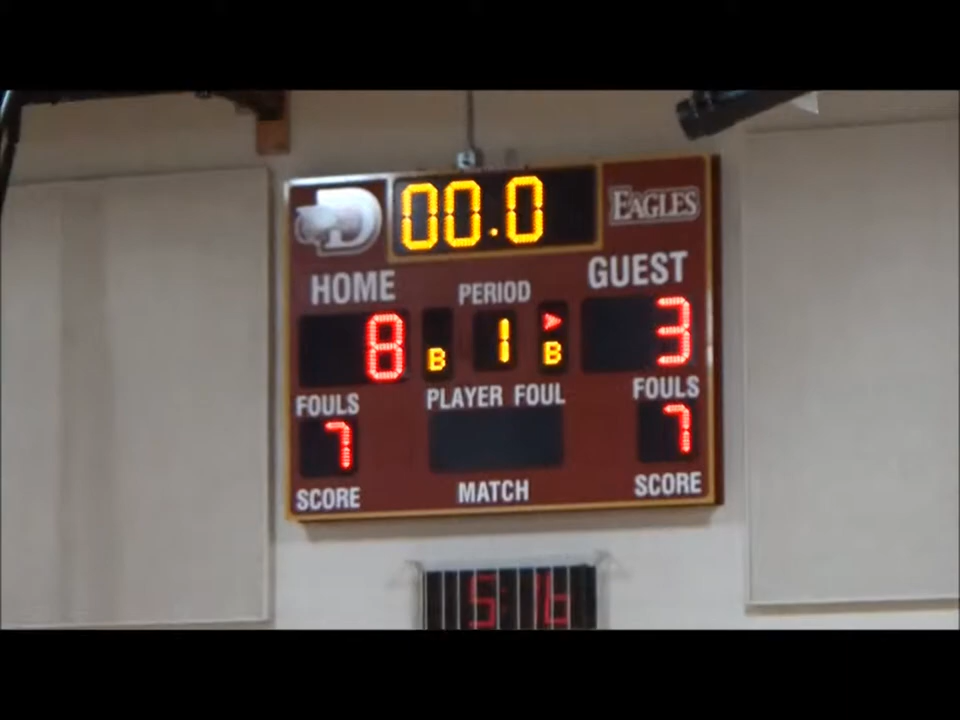 D 00.0 EAGLES
HOME PERIOD GUEST
8 B 1 > B 3
FOULS PLAYER FOUL FOULS
7 7
SCORE MATCH SCORE